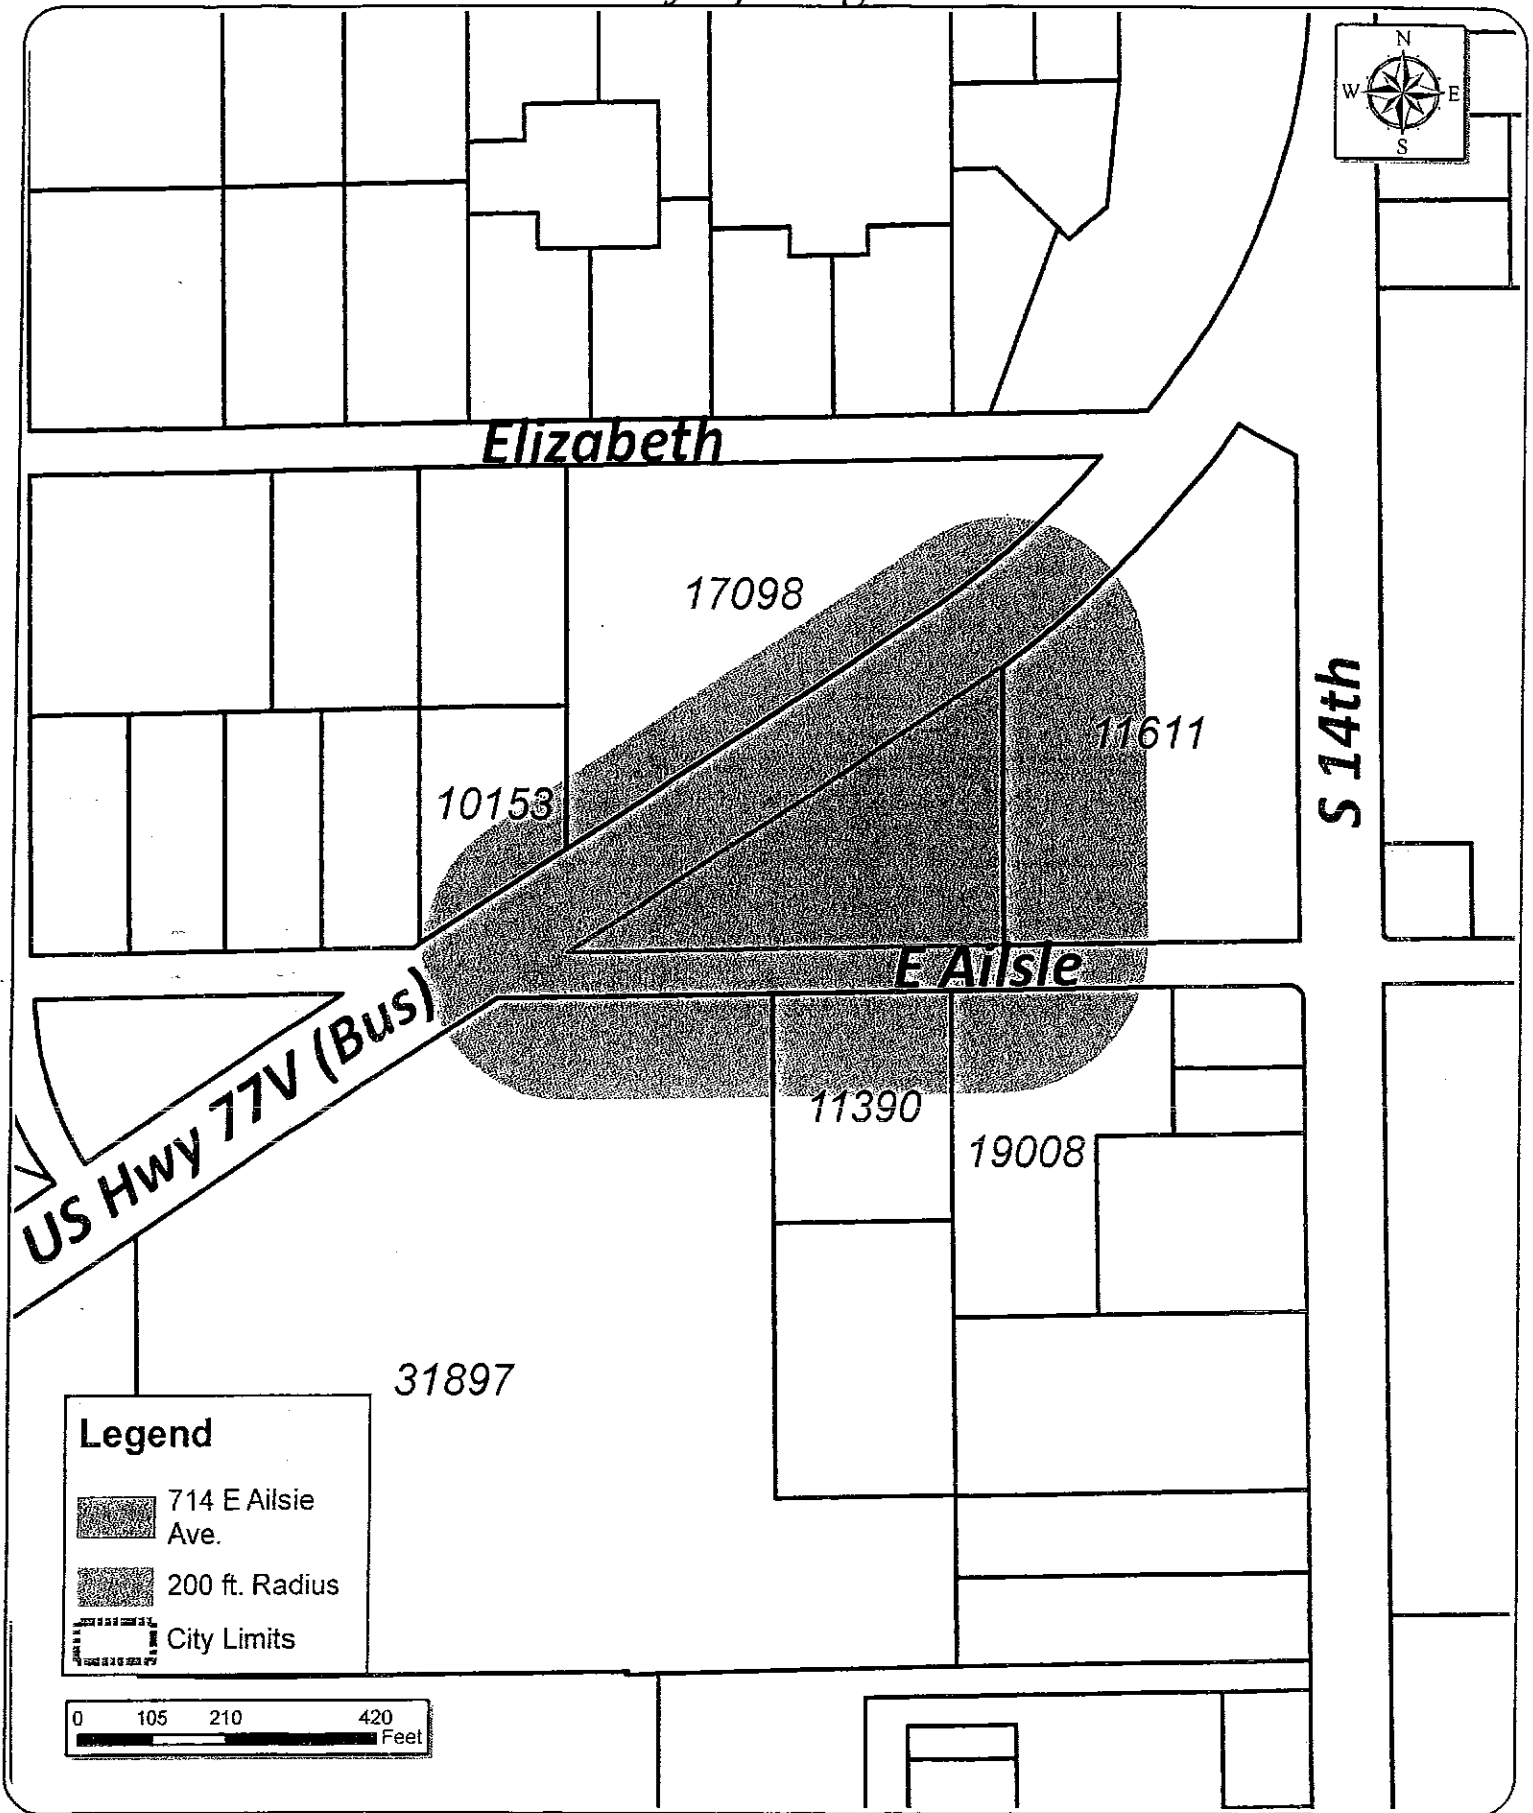 N
W E
S
Elizabeth
17098
11611
S 14th
10153
E Ailsle
US Hwy 77V (Bus)
11390
19008
31897
Legend
714 E Ailsie
Ave.
200 ft. Radius
City Limits
0 105 210 420
Feet